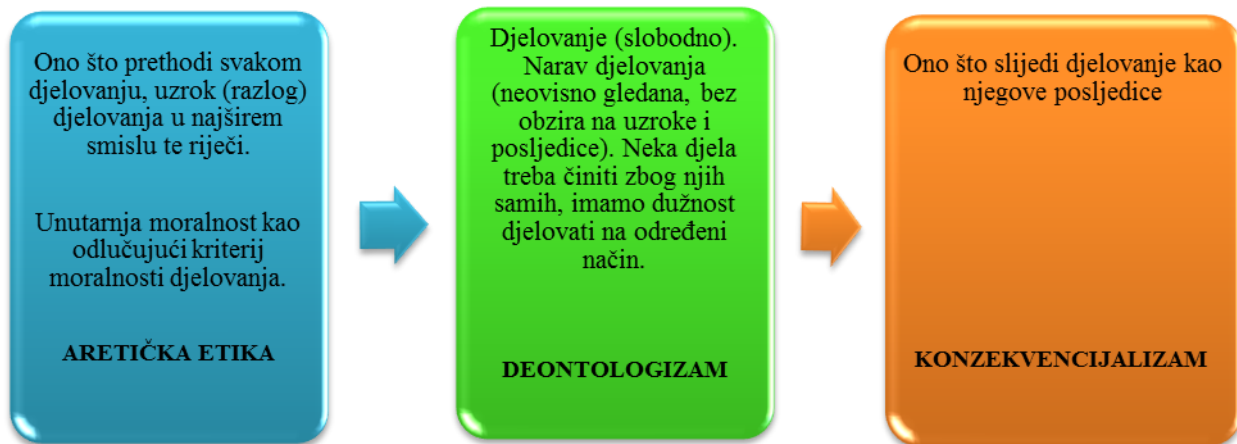 Ono što prethodi svakom
djelovanju, uzrok (razlog)
djelovanja u najširem
smislu te riječi.
Unutarnja moralnost kao
odlučujući kriterij
moralnosti djelovanja.
ARETIČKA ETIKA
Djelovanje (slobodno).
Narav djelovanja
(neovisno gledana, bez
obzira na uzroke i
posljedice). Neka djela
treba činiti zbog njih
samih, imamo dužnost
djelovati na određeni
način.
DEONTOLOGIZAM
Ono što slijedi djelovanje kao
njegove posljedice
KONZEKVENCIJALIZAM